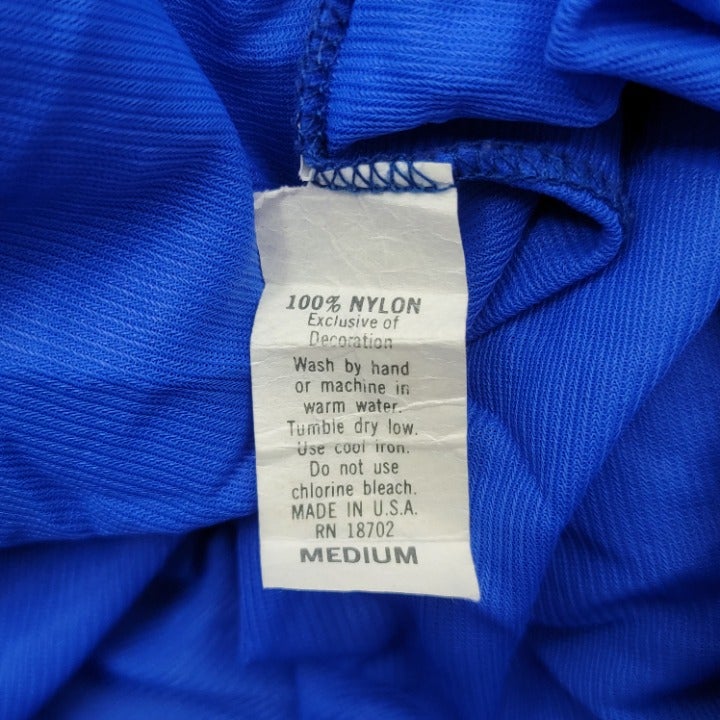 100% NYLON
Exclusive of
Decoration
Wash by hand
or machine in
warm water.
Tumble dry low.
Use cool iron.
Do not use
chlorine bleach.
MADE IN U.S.A.
RN 18702
MEDIUM